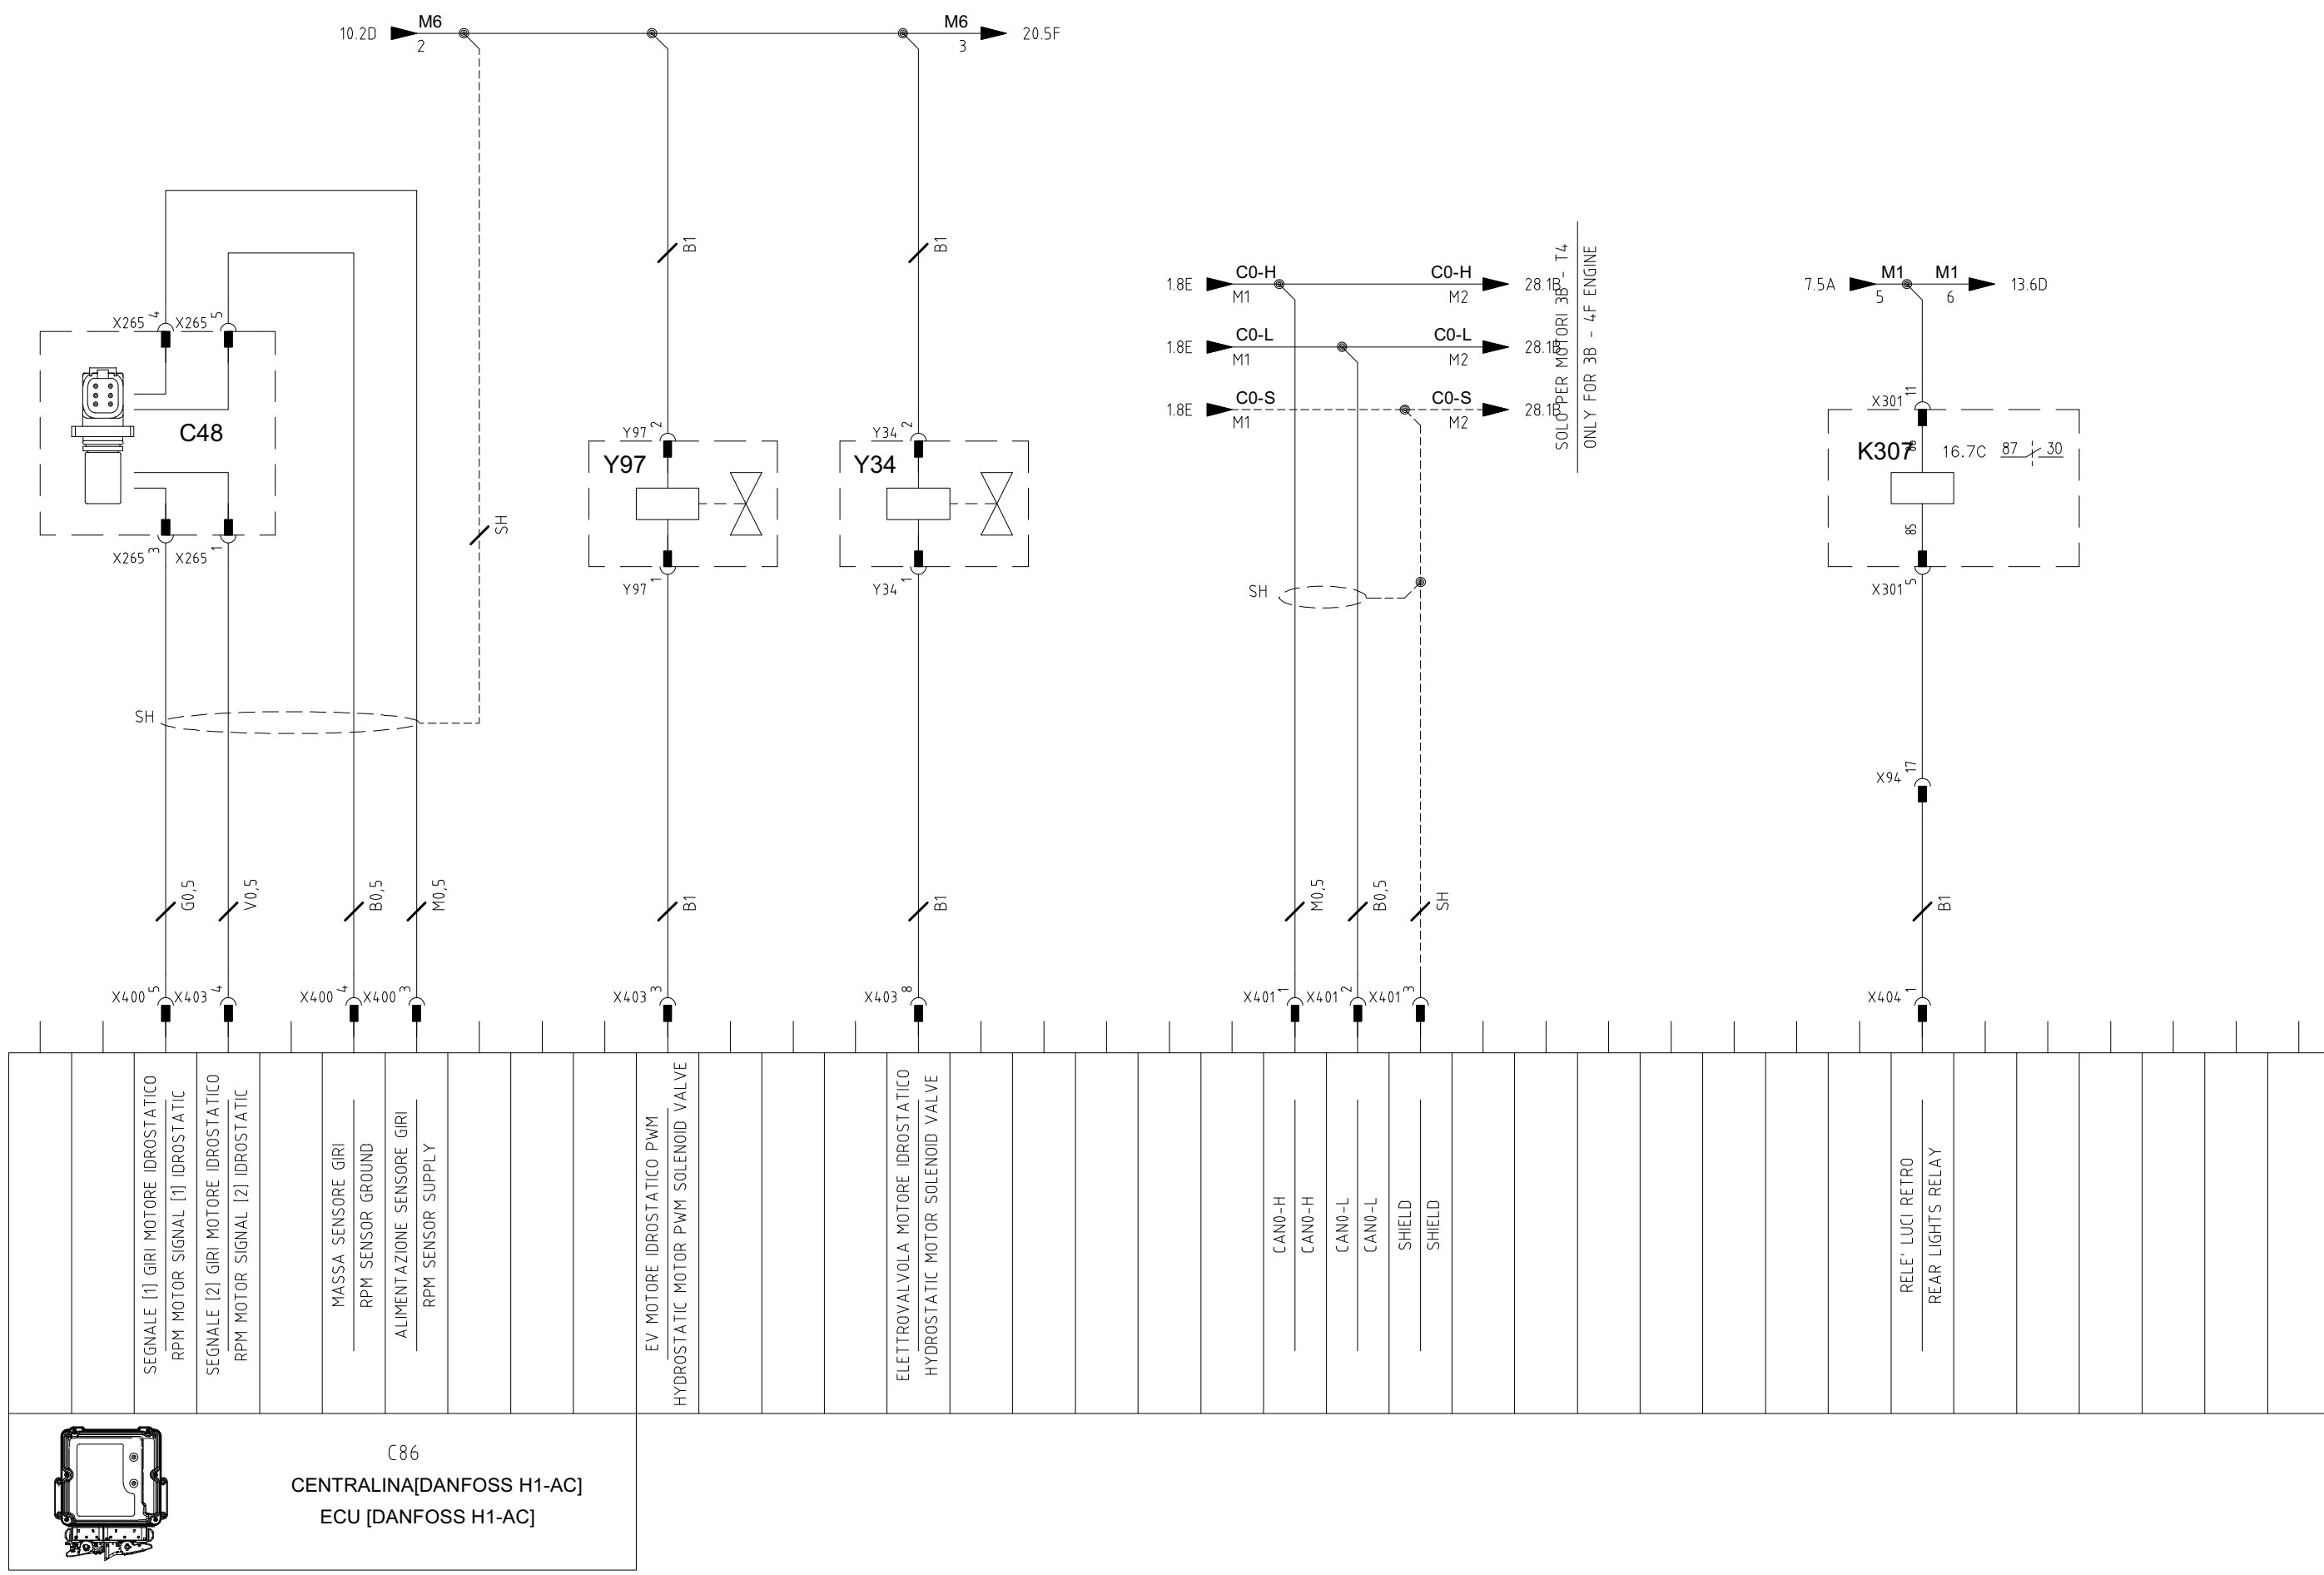 10.2D M6 2 M6 3 20.5F
B1 B1
SOLO PER MOTORI 3B - T4
ONLY FOR 3B - 4F ENGINE
1.8E C0-H M1 C0-H M2 28.1B
1.8E C0-L M1 C0-L M2 28.1B
1.8E C0-S M1 C0-S M2 28.1B
7.5A M1 5 M1 6 13.6D
X265 4 X265 5
C48
X265 3 X265 1
SH
SH
Y97 2
Y97
Y97 1
Y34 2
Y34
Y34 1
SH
X301 11
K307 16.7C 87 30
85
X301 5
X94 17
G0,5 V0,5 B0,5 M0,5 B1 B1 M0,5 B0,5 SH B1
X400 5 X403 4 X400 4 X400 3 X403 3 X403 8 X401 1 X401 2 X401 3 X404 1
SEGNALE [1] GIRI MOTORE IDROSTATICO
RPM MOTOR SIGNAL [1] IDROSTATIC
SEGNALE [2] GIRI MOTORE IDROSTATICO
RPM MOTOR SIGNAL [2] IDROSTATIC
MASSA SENSORE GIRI
RPM SENSOR GROUND
ALIMENTAZIONE SENSORE GIRI
RPM SENSOR SUPPLY
EV MOTORE IDROSTATICO PWM
HYDROSTATIC MOTOR PWM SOLENOID VALVE
ELETTROVALVOLA MOTORE IDROSTATICO
HYDROSTATIC MOTOR SOLENOID VALVE
CAN0-H
CAN0-H
CAN0-L
CAN0-L
SHIELD
SHIELD
RELE' LUCI RETRO
REAR LIGHTS RELAY
C86
CENTRALINA[DANFOSS H1-AC]
ECU [DANFOSS H1-AC]